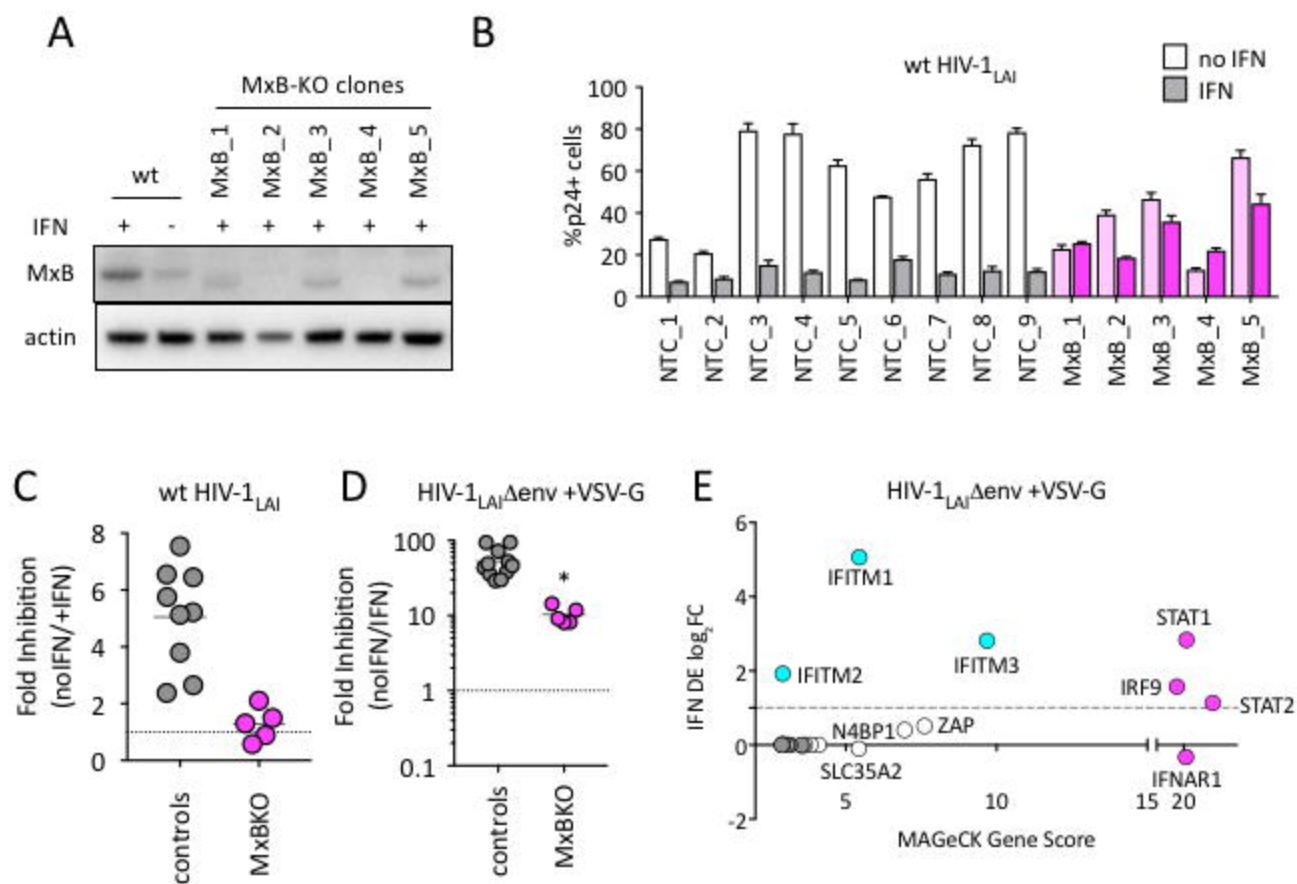 A
MxB-KO clones
wt
MxB_1
MxB_2
MxB_3
MxB_4
MxB_5
IFN
+ - + + + + +
MxB
actin
B
wt HIV-1LAI
no IFN
IFN
%p24+ cells
100
80
60
40
20
0
NTC_1
NTC_2
NTC_3
NTC_4
NTC_5
NTC_6
NTC_7
NTC_8
NTC_9
MxB_1
MxB_2
MxB_3
MxB_4
MxB_5
C
wt HIV-1LAI
Fold Inhibition
(noIFN/+IFN)
8
6
4
2
0
controls
MxBKO
D
HIV-1LAIΔenv +VSV-G
Fold Inhibition
(noIFN/IFN)
100
10
1
0.1
*
controls
MxBKO
E
HIV-1LAIΔenv +VSV-G
IFN DE log2FC
6
4
2
0
-2
IFITM1
STAT1
IFITM2
IFITM3
IRF9
STAT2
N4BP1
ZAP
SLC35A2
IFNAR1
5 10 15 20
MAGeCK Gene Score